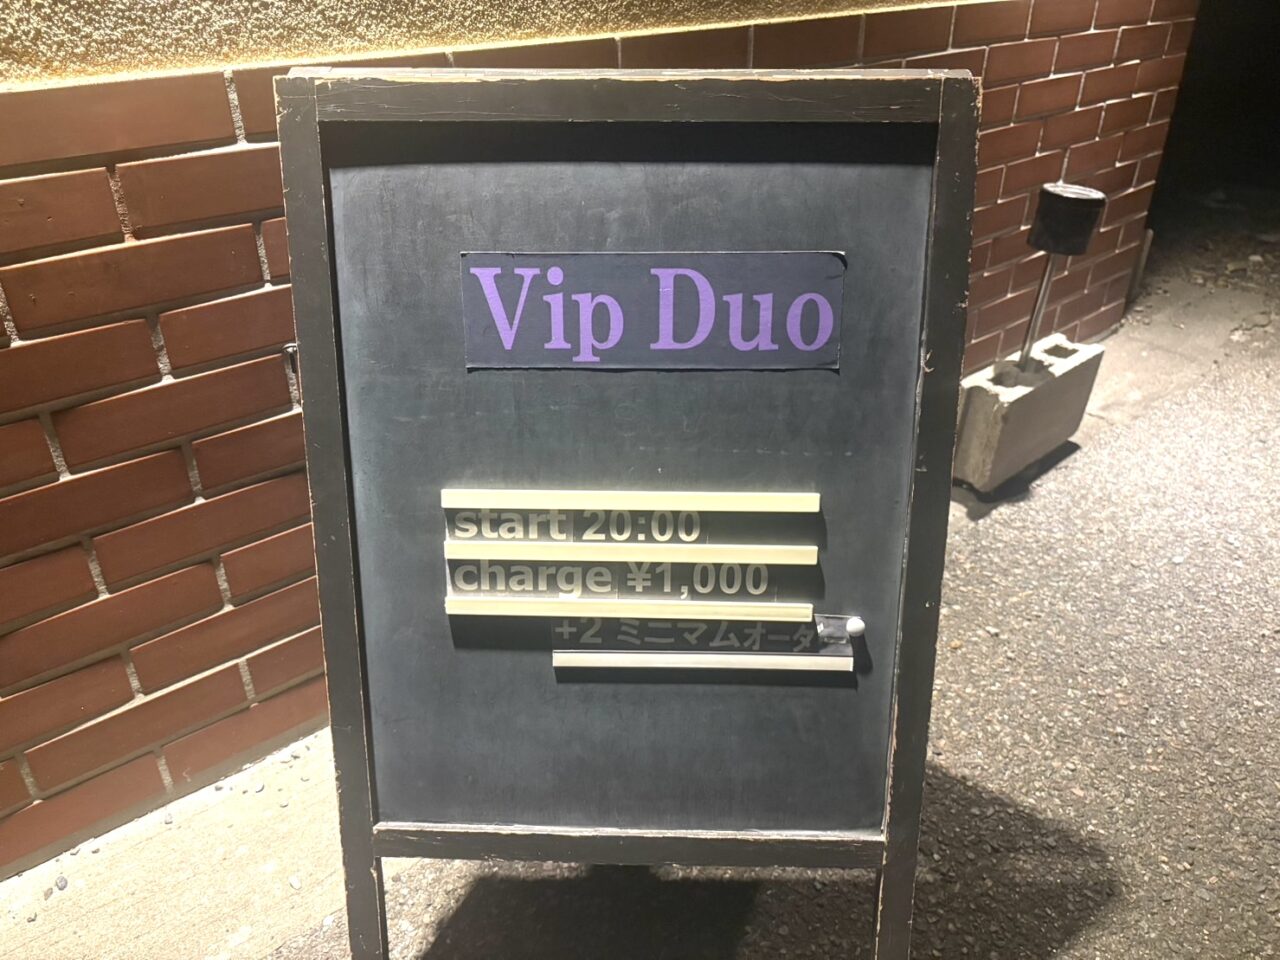 Vip Duo
start 20:00
charge ¥1,000
+2 ミニマムオーダー